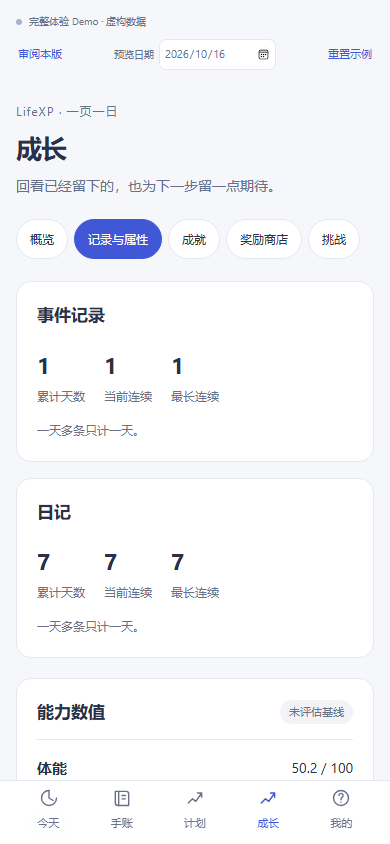 完整体验 Demo · 虚构数据
审阅本版
预览日期 2026/10/16
重置示例
LifeXP · 一页一日
成长
回看已经留下的，也为下一步留一点期待。
概览 记录与属性 成就 奖励商店 挑战
事件记录
1 1 1
累计天数 当前连续 最长连续
一天多条只计一天。
日记
7 7 7
累计天数 当前连续 最长连续
一天多条只计一天。
能力数值 未评估基线
体能 50.2 / 100
今天 手账 计划 成长 我的